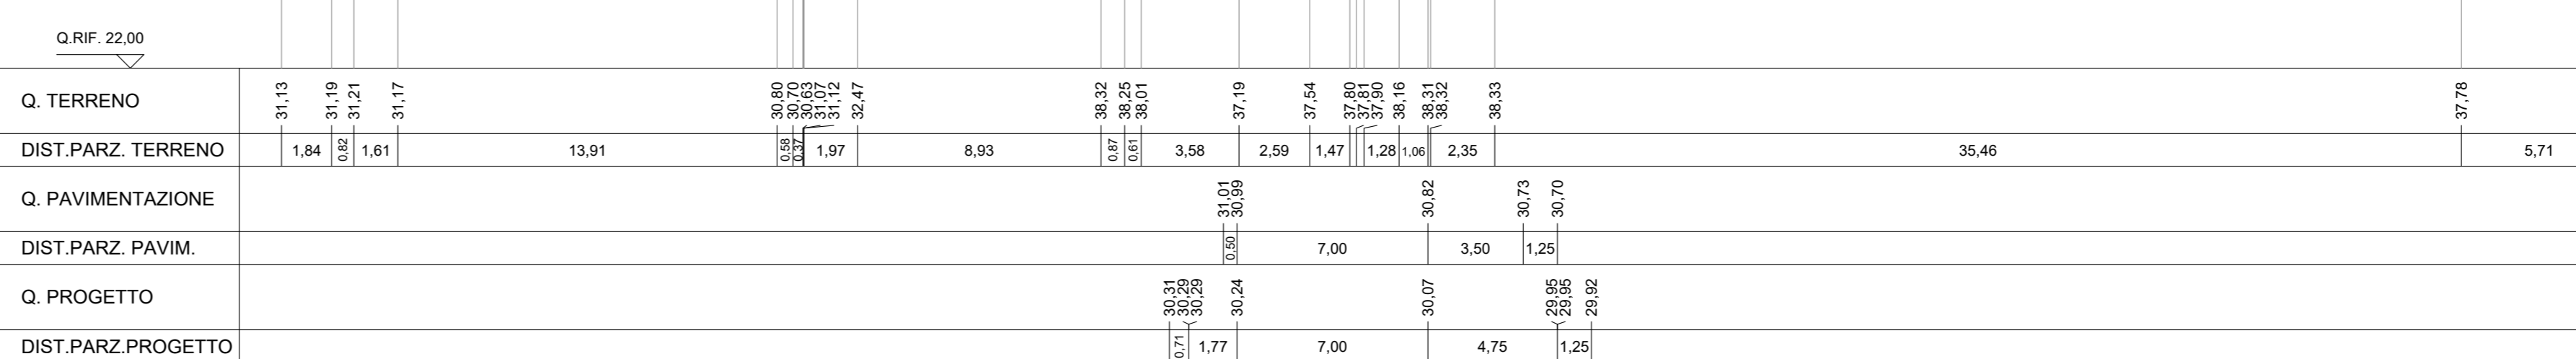 Q.RIF. 22,00
Q. TERRENO 31,13 31,19 31,21 31,17 30,80 30,70 30,63 31,07 31,12 32,47 38,32 38,25 38,01 37,19 37,54 37,80 37,81 37,90 38,16 38,31 38,32 38,33 37,78
DIST.PARZ. TERRENO 1,84 0,82 1,61 13,91 0,58 0,37 1,97 8,93 0,87 0,61 3,58 2,59 1,47 1,28 1,06 2,35 35,46 5,71
Q. PAVIMENTAZIONE 31,01 30,99 30,82 30,73 30,70
DIST.PARZ. PAVIM. 0,50 7,00 3,50 1,25
Q. PROGETTO 30,31 30,29 30,29 30,24 30,07 29,95 29,95 29,92
DIST.PARZ.PROGETTO 0,71 1,77 7,00 4,75 1,25